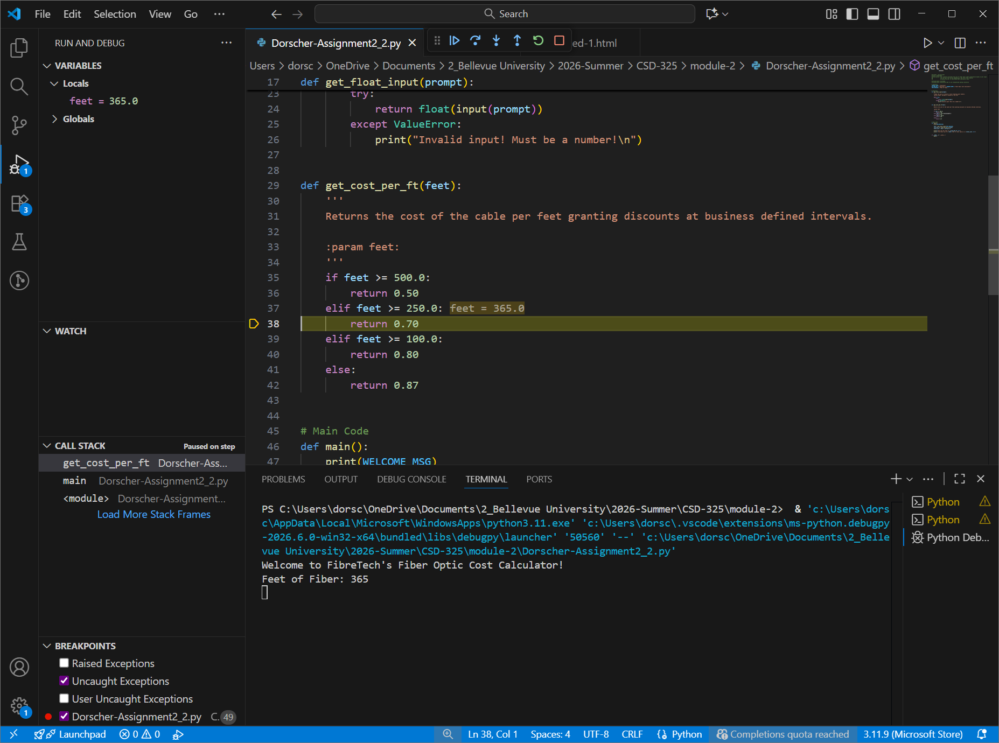 File Edit Selection View Go ··· Search
RUN AND DEBUG ···
Dorscher-Assignment2_2.py ed-1.html
Users > dorsc > OneDrive > Documents > 2_Bellevue University > 2026-Summer > CSD-325 > module-2 > Dorscher-Assignment2_2.py > get_cost_per_ft
VARIABLES
Locals
feet = 365.0
Globals
WATCH
CALL STACK Paused on step
get_cost_per_ft Dorscher-Ass...
main Dorscher-Assignment2_2.py
<module> Dorscher-Assignment...
Load More Stack Frames
BREAKPOINTS
Raised Exceptions
Uncaught Exceptions
User Uncaught Exceptions
Dorscher-Assignment2_2.py C. 49
1
3
1
17 def get_float_input(prompt):
23 try:
24 return float(input(prompt))
25 except ValueError:
26 print("Invalid input! Must be a number!\n")
27
28
29 def get_cost_per_ft(feet):
30 '''
31 Returns the cost of the cable per feet granting discounts at business defined intervals.
32
33 :param feet:
34 '''
35 if feet >= 500.0:
36 return 0.50
37 elif feet >= 250.0: feet = 365.0
38 return 0.70
39 elif feet >= 100.0:
40 return 0.80
41 else:
42 return 0.87
43
44
45 # Main Code
46 def main():
47 print(WELCOME_MSG)
PROBLEMS OUTPUT DEBUG CONSOLE TERMINAL PORTS
PS C:\Users\dorsc\OneDrive\Documents\2_Bellevue University\2026-Summer\CSD-325\module-2> & 'c:\Users\dors
c\AppData\Local\Microsoft\WindowsApps\python3.11.exe' 'c:\Users\dorsc\.vscode\extensions\ms-python.debugpy
-2026.6.0-win32-x64\bundled\libs\debugpy\launcher' '50560' '--' 'c:\Users\dorsc\OneDrive\Documents\2_Belle
vue University\2026-Summer\CSD-325\module-2\Dorscher-Assignment2_2.py'
Welcome to FibreTech's Fiber Optic Cost Calculator!
Feet of Fiber: 365
Python
Python
Python Deb...
Launchpad 0 0 Ln 38, Col 1 Spaces: 4 UTF-8 CRLF Python Completions quota reached 3.11.9 (Microsoft Store)